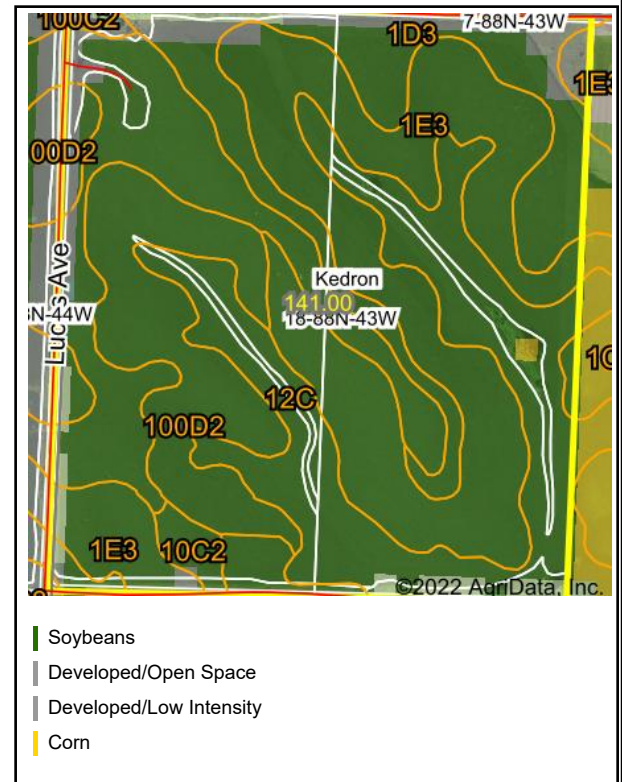 100C2
7-88N-43W
1D3
1E3
1E3
00D2
Lucas Ave
Kedron
141.00
18-88N-43W
N-44W
12C
100D2
1E3
10C2
©2022 AgriData, Inc.
Soybeans
Developed/Open Space
Developed/Low Intensity
Corn